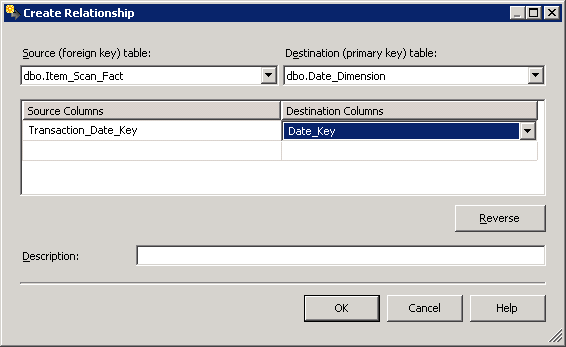 Create Relationship
Source (foreign key) table: Destination (primary key) table:
dbo.Item_Scan_Fact dbo.Date_Dimension
Source Columns Destination Columns
Transaction_Date_Key Date_Key
Reverse
Description:
OK Cancel Help